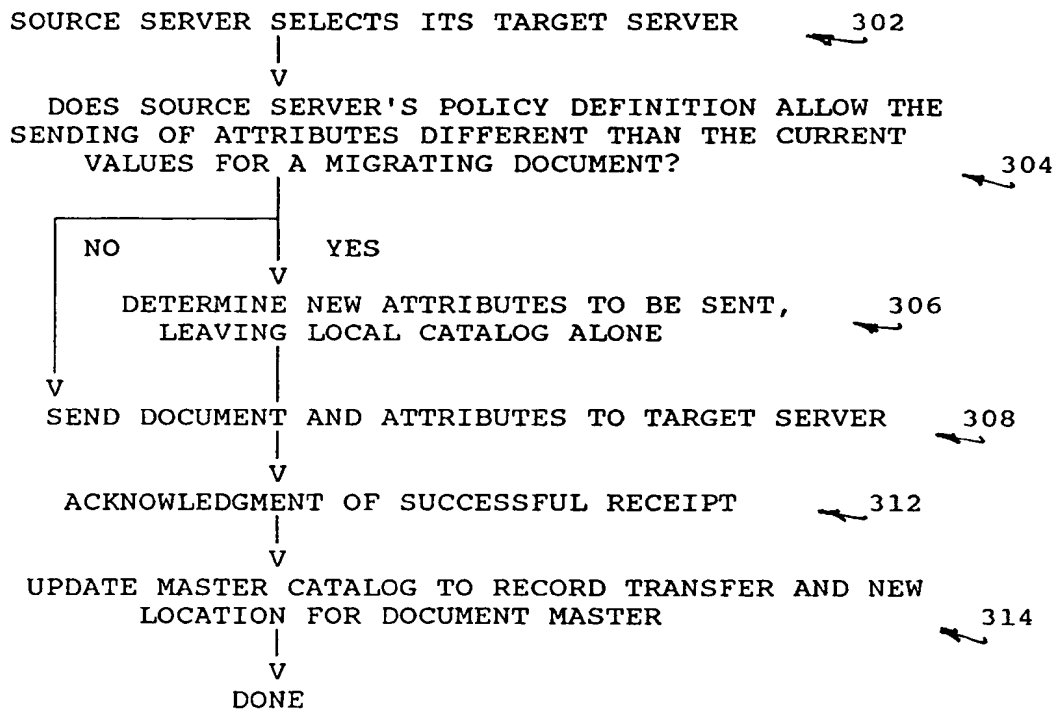 SOURCE SERVER SELECTS ITS TARGET SERVER 302
V
DOES SOURCE SERVER'S POLICY DEFINITION ALLOW THE
SENDING OF ATTRIBUTES DIFFERENT THAN THE CURRENT
VALUES FOR A MIGRATING DOCUMENT? 304
NO YES
V
DETERMINE NEW ATTRIBUTES TO BE SENT, 306
LEAVING LOCAL CATALOG ALONE
V
SEND DOCUMENT AND ATTRIBUTES TO TARGET SERVER 308
V
ACKNOWLEDGMENT OF SUCCESSFUL RECEIPT 312
V
UPDATE MASTER CATALOG TO RECORD TRANSFER AND NEW
LOCATION FOR DOCUMENT MASTER 314
V
DONE